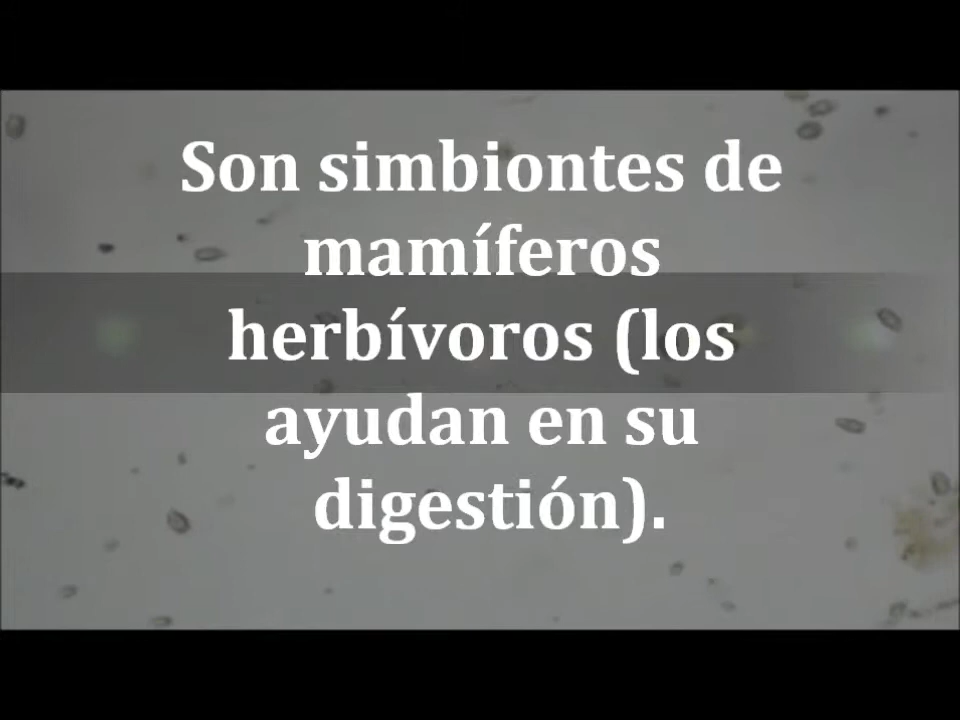 Son simbiontes de
mamíferos
herbívoros (los
ayudan en su
digestión).